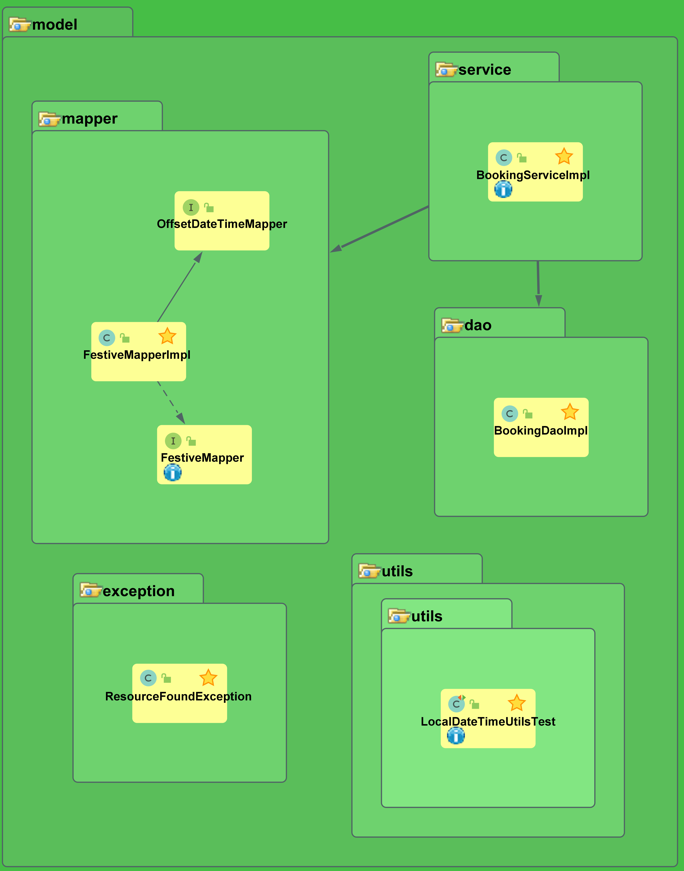 model
service
mapper
C
BookingServiceImpl
i
I
OffsetDateTimeMapper
dao
C
FestiveMapperImpl
C
BookingDaoImpl
I
FestiveMapper
i
utils
exception
utils
C
ResourceFoundException
C
LocalDateTimeUtilsTest
i